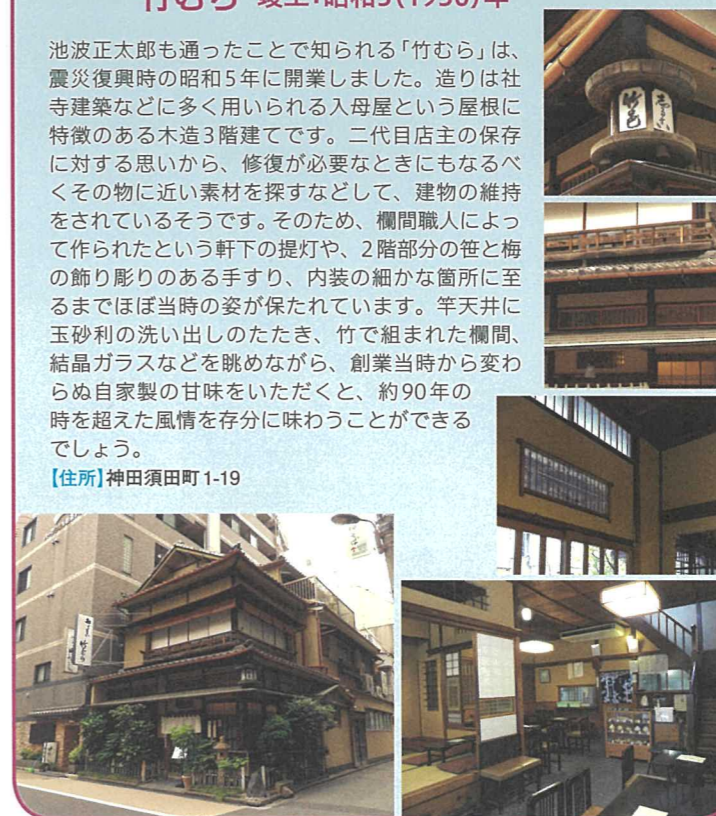 竹むら 竣工・昭和5(1930)年
池波正太郎も通ったことで知られる「竹むら」は、
震災復興時の昭和5年に開業しました。造りは社
寺建築などに多く用いられる入母屋という屋根に
特徴のある木造3階建てです。二代目店主の保存
に対する思いから、修復が必要なときにもなるべ
くその物に近い素材を探すなどして、建物の維持
をされているそうです。そのため、欄間職人によっ
て作られたという軒下の提灯や、2階部分の笹と梅
の飾り彫りのある手すり、内装の細かな箇所に至
るまでほぼ当時の姿が保たれています。竿天井に
玉砂利の洗い出しのたたき、竹で組まれた欄間、
結晶ガラスなどを眺めながら、創業当時から変わ
らぬ自家製の甘味をいただくと、約90年の
時を超えた風情を存分に味わうことができる
でしょう。
【住所】神田須田町1-19